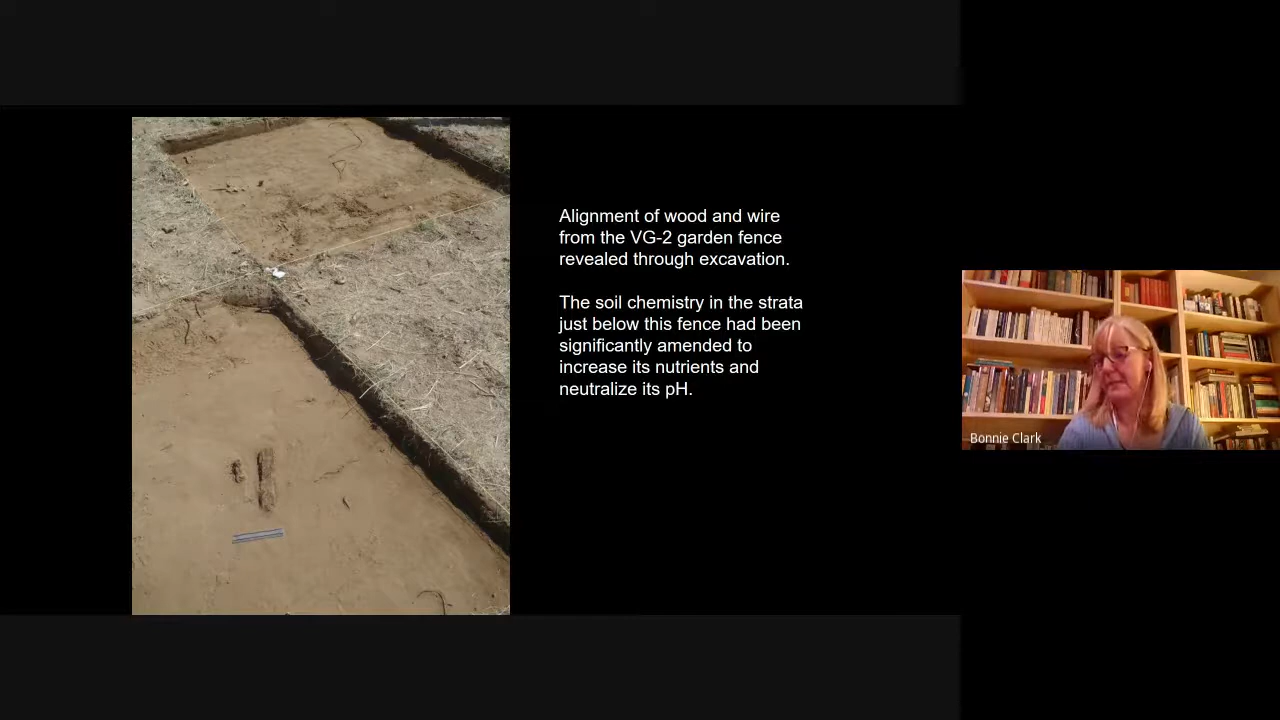 Alignment of wood and wire
from the VG-2 garden fence
revealed through excavation.
The soil chemistry in the strata
just below this fence had been
significantly amended to
increase its nutrients and
neutralize its pH.
Bonnie Clark